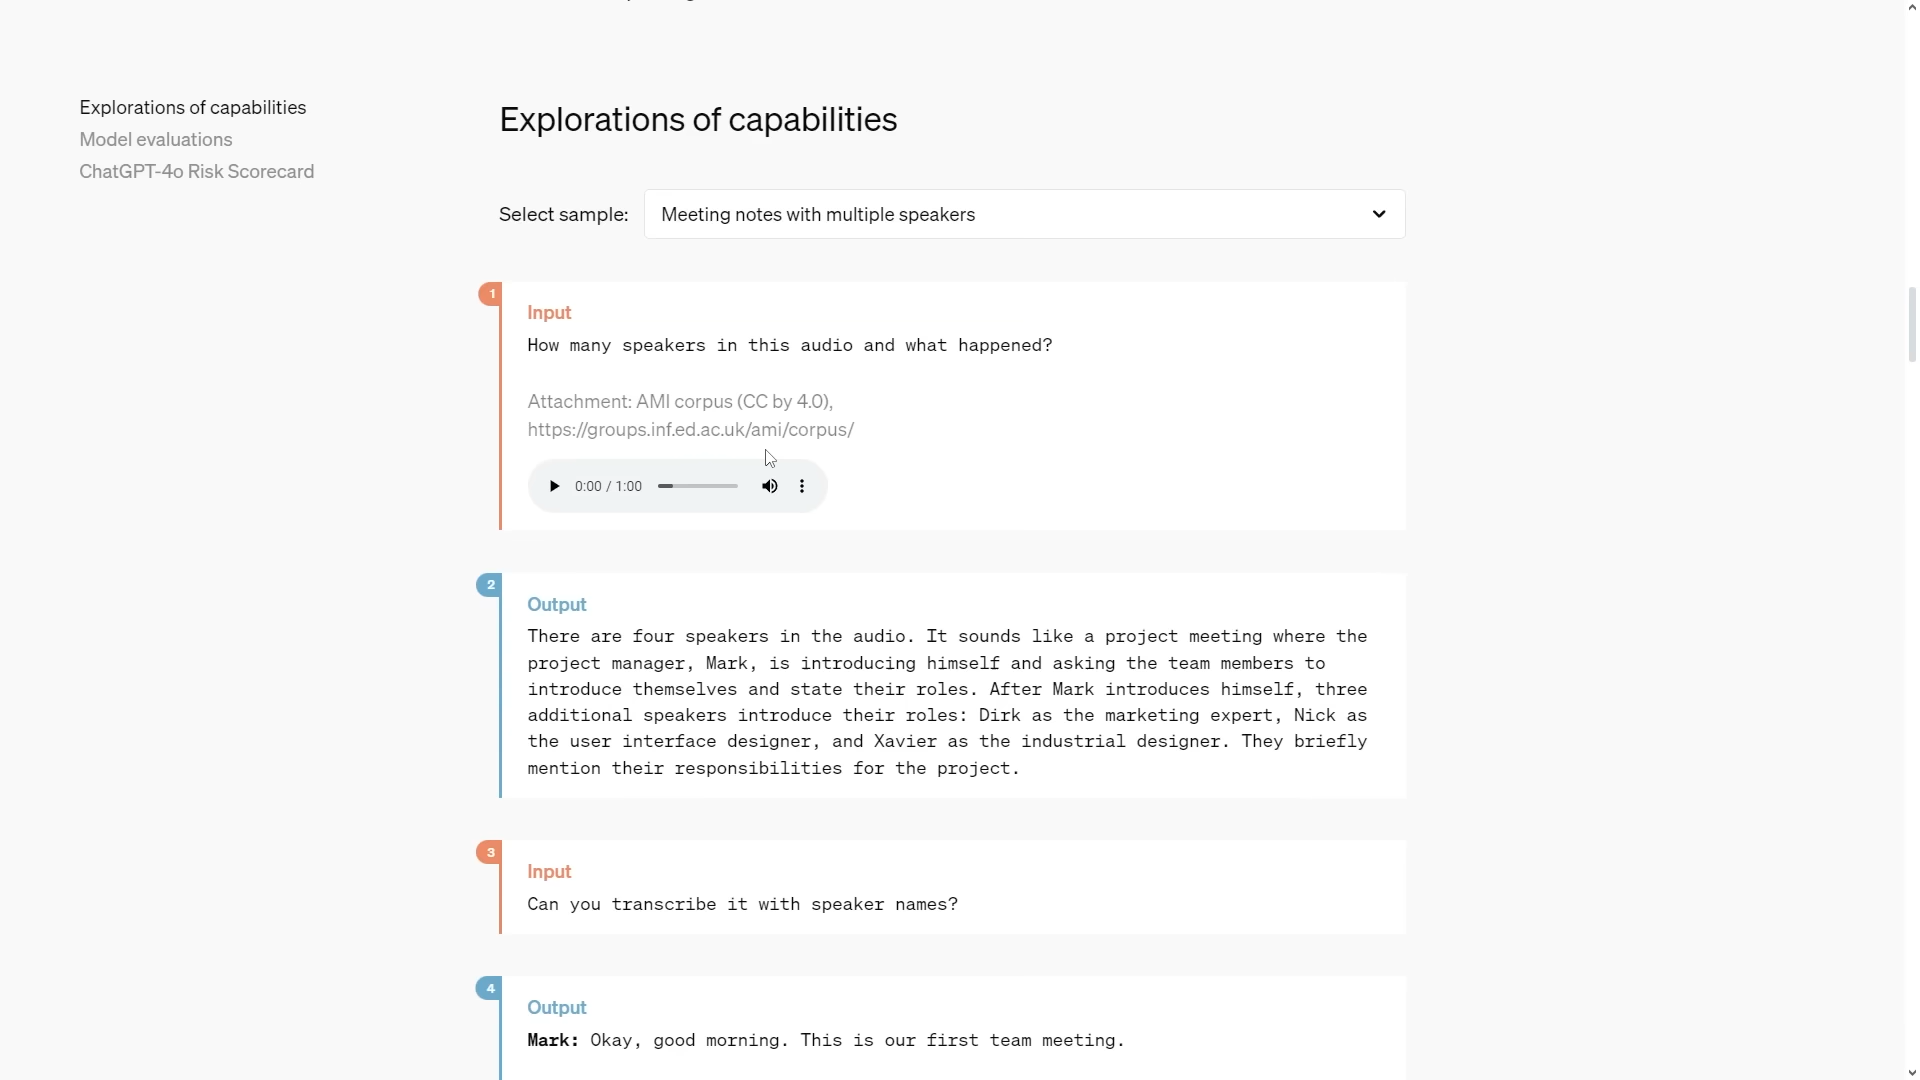 Explorations of capabilities
Model evaluations
ChatGPT-4o Risk Scorecard
Explorations of capabilities
Select sample:
Meeting notes with multiple speakers
1
Input
How many speakers in this audio and what happened?
Attachment: AMI corpus (CC by 4.0),
https://groups.inf.ed.ac.uk/ami/corpus/
0:00 / 1:00
2
Output
There are four speakers in the audio. It sounds like a project meeting where the
project manager, Mark, is introducing himself and asking the team members to
introduce themselves and state their roles. After Mark introduces himself, three
additional speakers introduce their roles: Dirk as the marketing expert, Nick as
the user interface designer, and Xavier as the industrial designer. They briefly
mention their responsibilities for the project.
3
Input
Can you transcribe it with speaker names?
4
Output
Mark: Okay, good morning. This is our first team meeting.